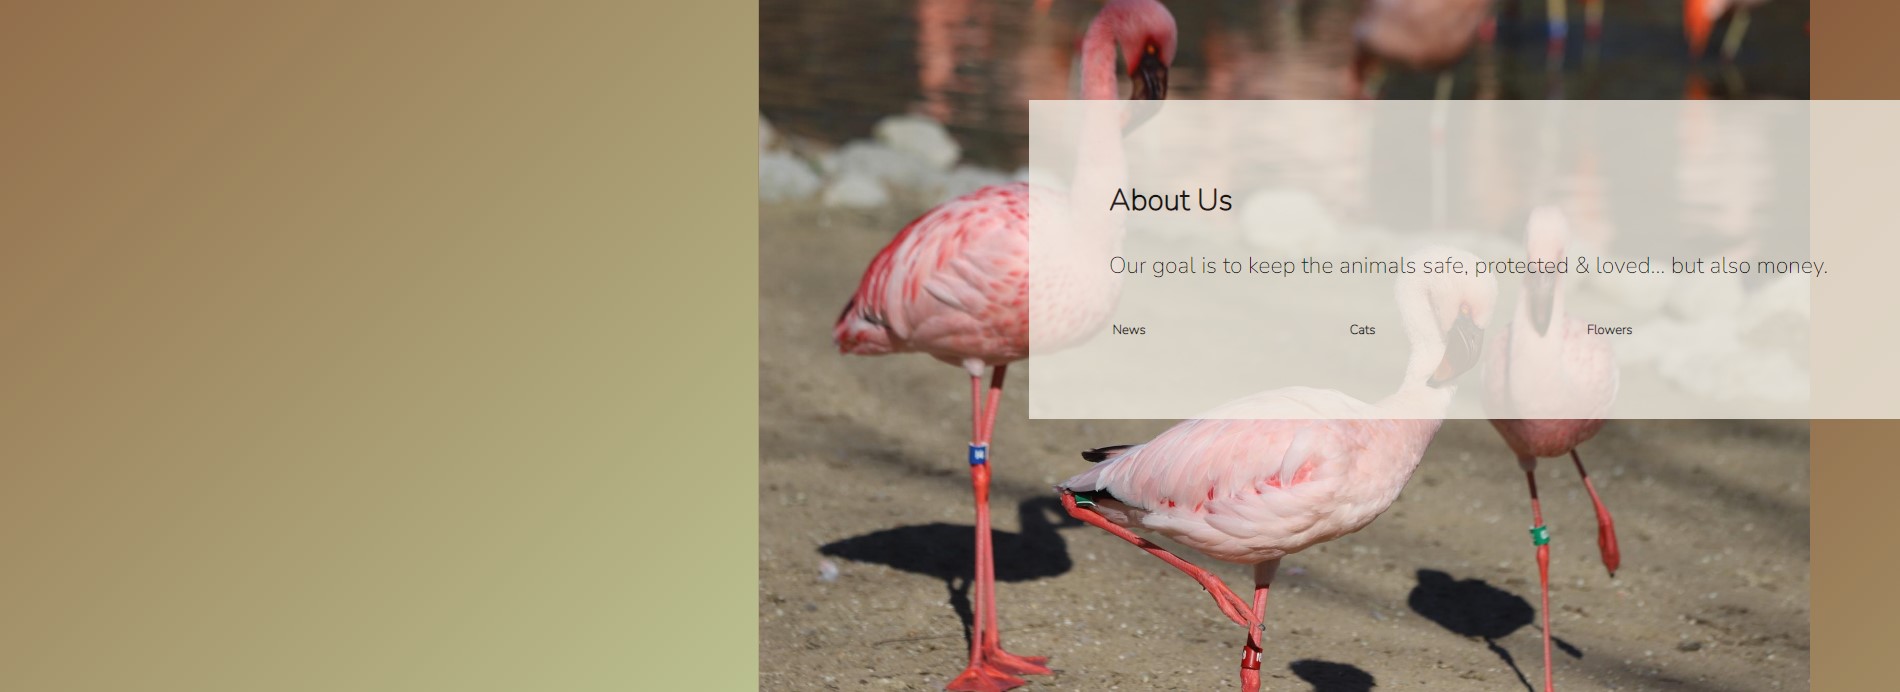 About Us
Our goal is to keep the animals safe, protected & loved... but also money.
News Cats Flowers